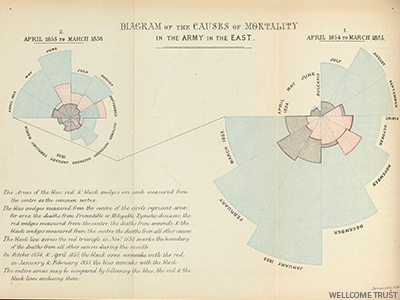 DIAGRAM OF THE CAUSES OF MORTALITY
IN THE ARMY IN THE EAST.
2.
APRIL 1855 TO MARCH 1856
1.
APRIL 1854 TO MARCH 1855
APRIL 1855
MAY
JUNE
JULY
AUGUST
SEPTEMBER
OCTOBER
NOVEMBER
DECEMBER
JANUARY 1856
FEBRUARY
MARCH
APRIL 1854
MAY
JUNE
BULGARIA
JULY
AUGUST
SEPTEMBER
OCTOBER
CRIMEA
NOVEMBER
DECEMBER
JANUARY 1855
FEBRUARY
MARCH 1855
The Areas of the blue, red, & black wedges are each measured from
the centre as the common vertex.
The blue wedges measured from the centre of the circle represent area
for area the deaths from Preventible or Mitigable Zymotic diseases, the
red wedges measured from the centre the deaths from wounds, & the
black wedges measured from the centre the deaths from all other causes.
The black line across the red triangle in Novr. 1854 marks the boundary
of the deaths from all other causes during the month.
In October 1854, & April 1855, the black area coincides with the red,
in January & February 1855, the blue coincides with the black.
The entire areas may be compared by following the blue, the red & the
black lines enclosing them.
WELLCOME TRUST